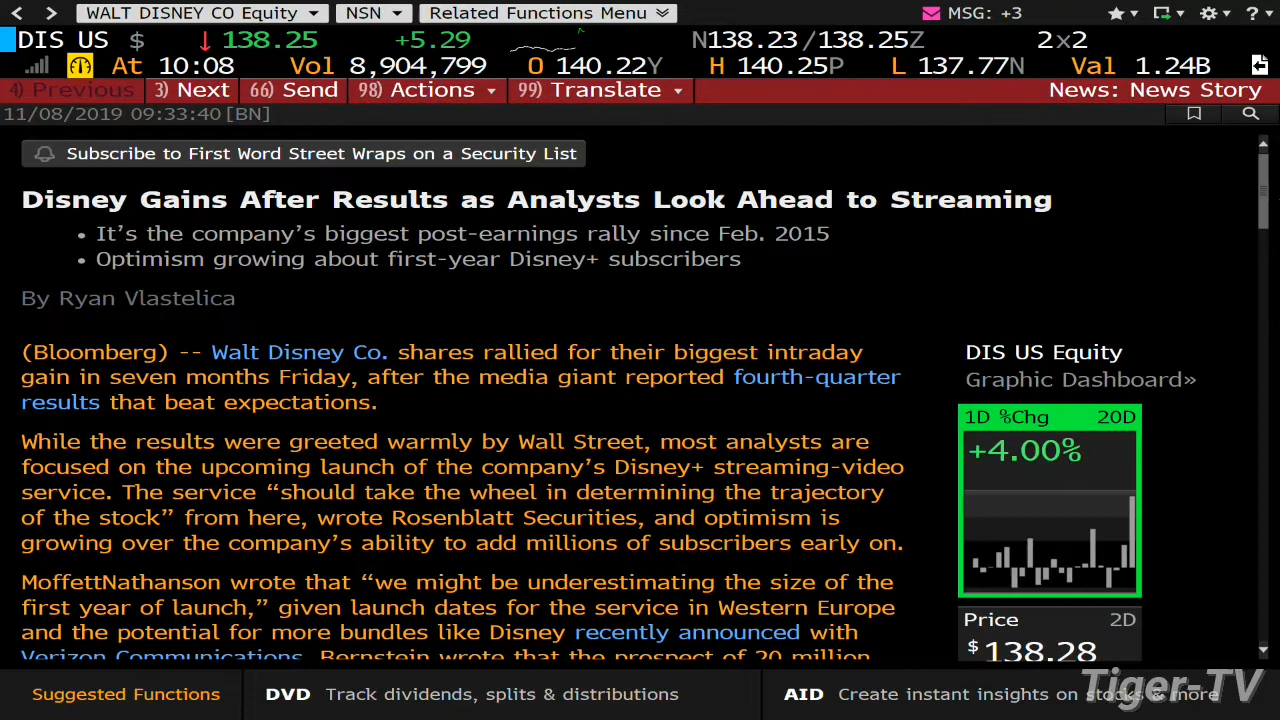 WALT DISNEY CO Equity NSN Related Functions Menu MSG: +3 ?
DIS US $ ↓ 138.25 +5.29 N138.23/138.25Z 2x2
At 10:08 Vol 8,904,799 O 140.22Y H 140.25P L 137.77N Val 1.24B
4) Previous 3) Next 66) Send 98) Actions 99) Translate News: News Story
11/08/2019 09:33:40 [BN]
Subscribe to First Word Street Wraps on a Security List
Disney Gains After Results as Analysts Look Ahead to Streaming
• It's the company's biggest post-earnings rally since Feb. 2015
• Optimism growing about first-year Disney+ subscribers
By Ryan Vlastelica
(Bloomberg) -- Walt Disney Co. shares rallied for their biggest intraday
gain in seven months Friday, after the media giant reported fourth-quarter
results that beat expectations.
While the results were greeted warmly by Wall Street, most analysts are
focused on the upcoming launch of the company's Disney+ streaming-video
service. The service “should take the wheel in determining the trajectory
of the stock” from here, wrote Rosenblatt Securities, and optimism is
growing over the company's ability to add millions of subscribers early on.
MoffettNathanson wrote that “we might be underestimating the size of the
first year of launch,” given launch dates for the service in Western Europe
and the potential for more bundles like Disney recently announced with
Verizon Communications. Bernstein wrote that the prospect of 20 million
DIS US Equity
Graphic Dashboard»
1D %Chg 20D
+4.00%
Price 2D
$138.28
Suggested Functions DVD Track dividends, splits & distributions AID Create instant insights on stocks & more
Tiger-TV